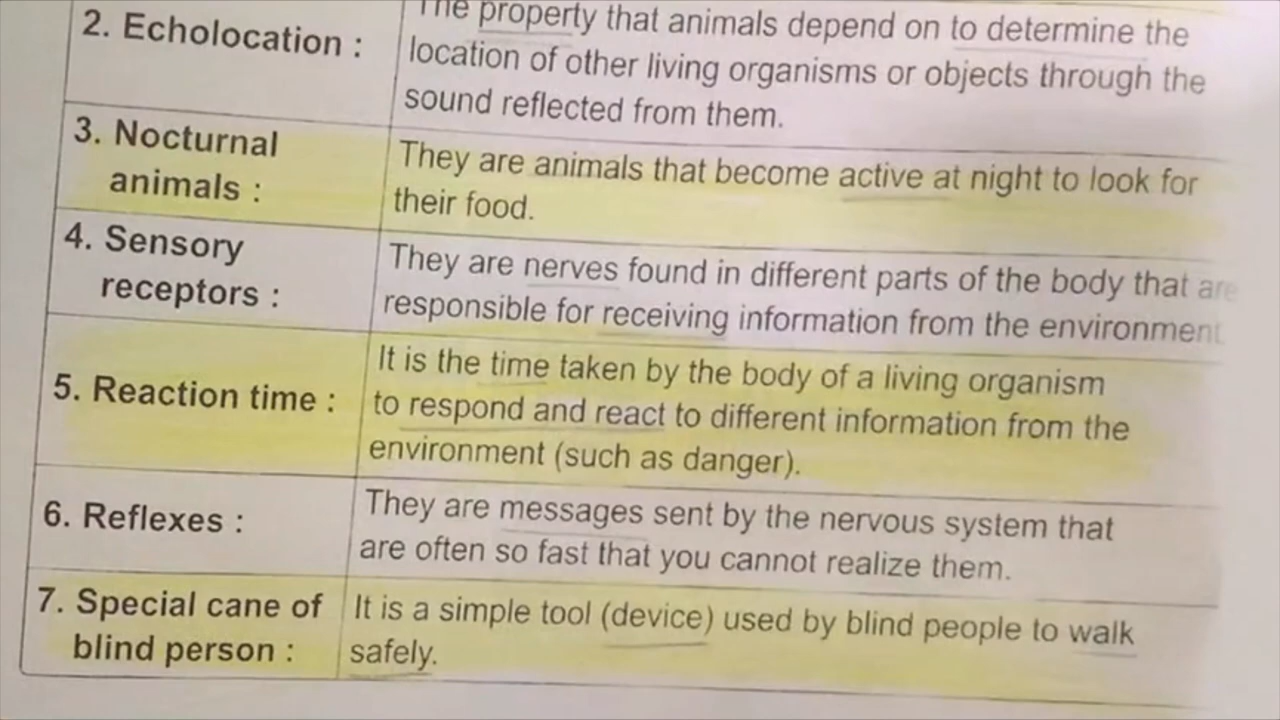 2. Echolocation :
The property that animals depend on to determine the
location of other living organisms or objects through the
sound reflected from them.
3. Nocturnal
animals :
They are animals that become active at night to look for
their food.
4. Sensory
receptors :
They are nerves found in different parts of the body that are
responsible for receiving information from the environment
5. Reaction time :
It is the time taken by the body of a living organism
to respond and react to different information from the
environment (such as danger).
6. Reflexes :
They are messages sent by the nervous system that
are often so fast that you cannot realize them.
7. Special cane of
blind person :
It is a simple tool (device) used by blind people to walk
safely.